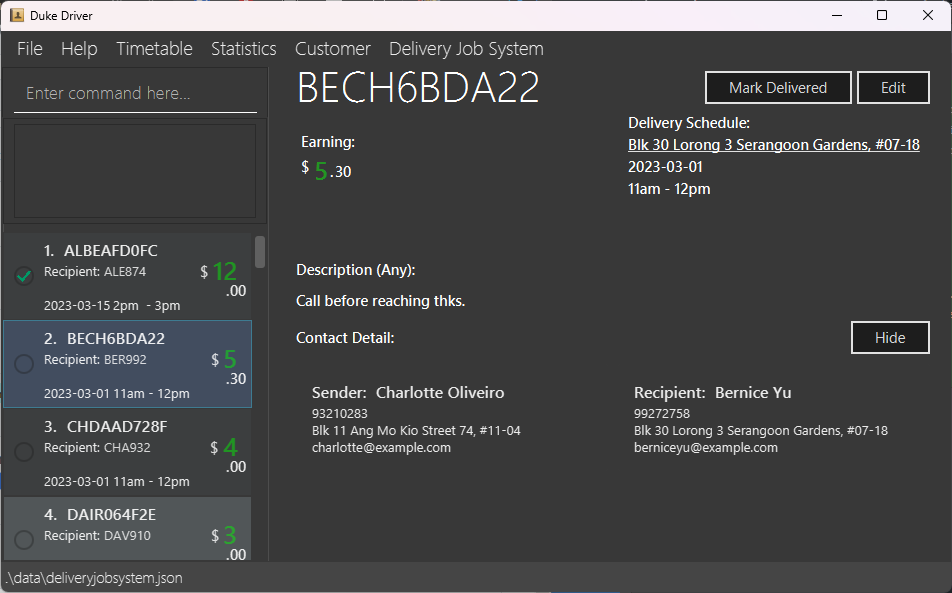 Duke Driver
File Help Timetable Statistics Customer Delivery Job System
Enter command here...
1. ALBEAFD0FC
Recipient: ALE874
$ 12.00
2023-03-15 2pm - 3pm
2. BECH6BDA22
Recipient: BER992
$ 5.30
2023-03-01 11am - 12pm
3. CHDAAD728F
Recipient: CHA932
$ 4.00
2023-03-01 11am - 12pm
4. DAIR064F2E
Recipient: DAV910
$ 3.00
BECH6BDA22
Mark Delivered
Edit
Earning:
$ 5.30
Delivery Schedule:
Blk 30 Lorong 3 Serangoon Gardens, #07-18
2023-03-01
11am - 12pm
Description (Any):
Call before reaching thks.
Contact Detail:
Hide
Sender: Charlotte Oliveiro
93210283
Blk 11 Ang Mo Kio Street 74, #11-04
charlotte@example.com
Recipient: Bernice Yu
99272758
Blk 30 Lorong 3 Serangoon Gardens, #07-18
berniceyu@example.com
.\data\deliveryjobsystem.json